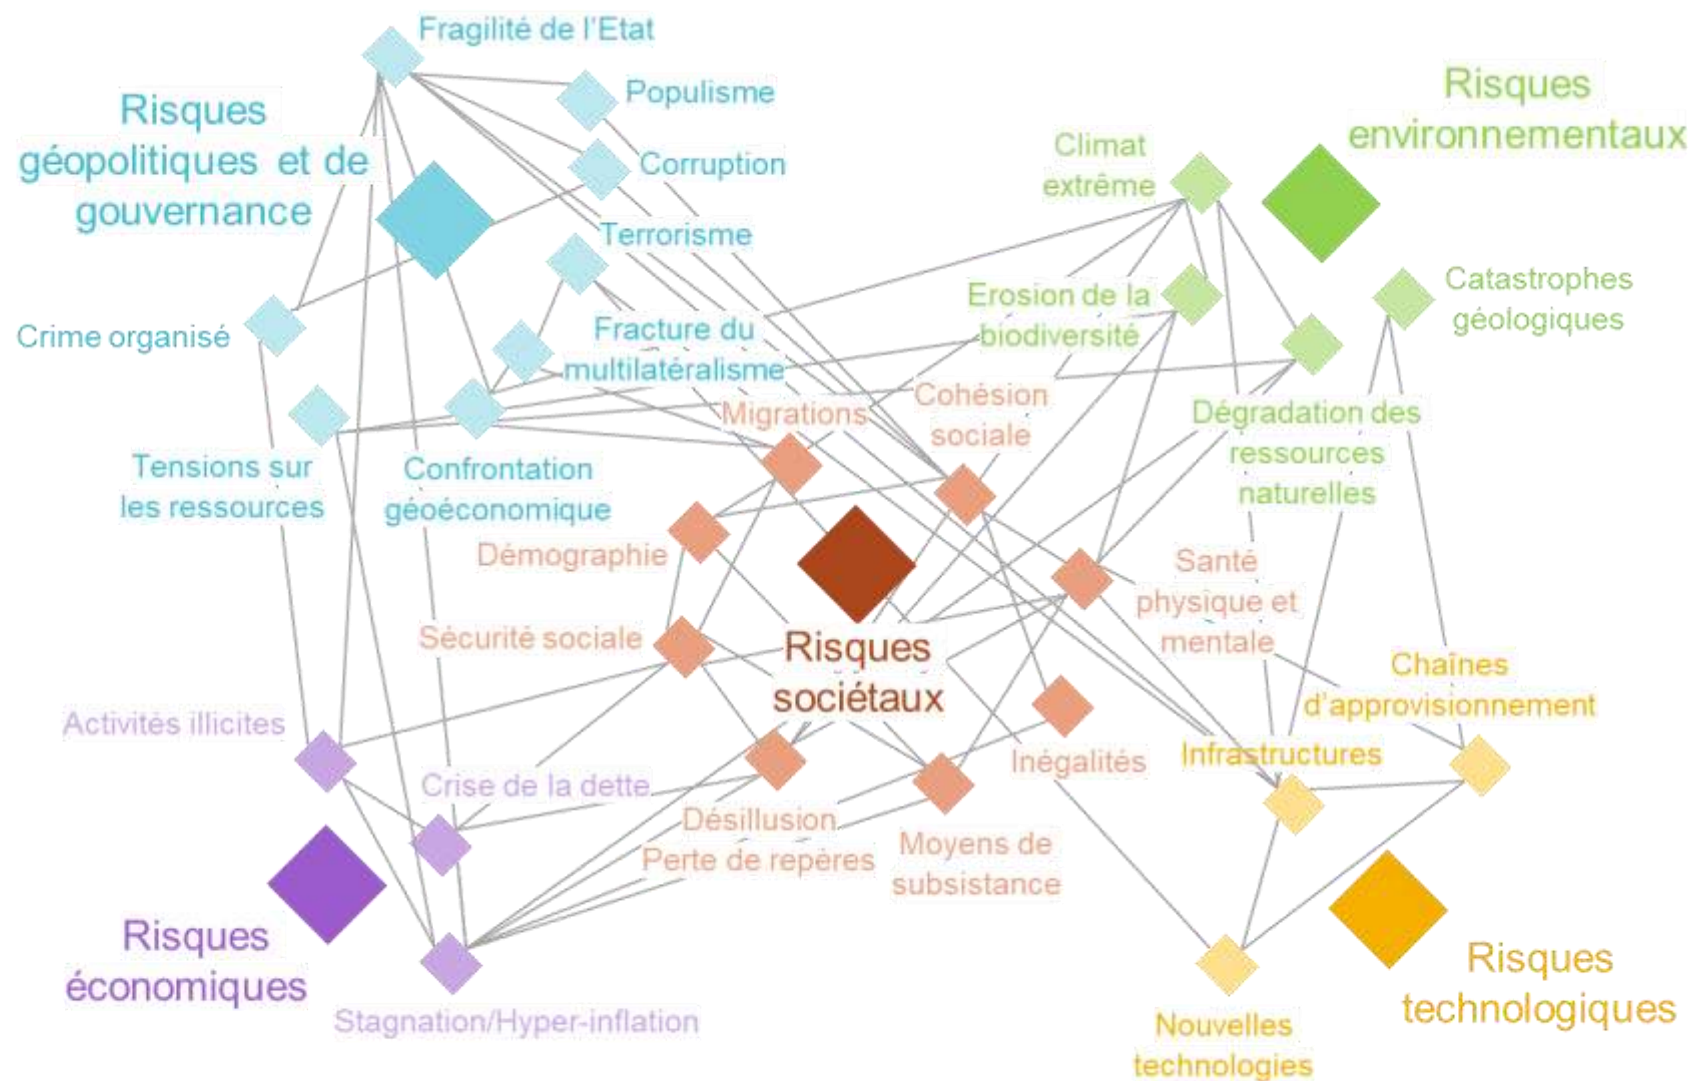 Fragilité de l'Etat
Populisme
Risques
géopolitiques et de
gouvernance
Corruption
Terrorisme
Crime organisé
Fracture du
multilatéralisme
Tensions sur
les ressources
Confrontation
géoéconomique
Risques
environnementaux
Climat
extrême
Erosion de la
biodiversité
Catastrophes
géologiques
Dégradation des
ressources
naturelles
Migrations
Cohésion
sociale
Démographie
Sécurité sociale
Santé
physique et
mentale
Risques
sociétaux
Inégalités
Désillusion
Perte de repères
Moyens de
subsistance
Activités illicites
Crise de la dette
Risques
économiques
Stagnation/Hyper-inflation
Chaînes
d'approvisionnement
Infrastructures
Risques
technologiques
Nouvelles
technologies